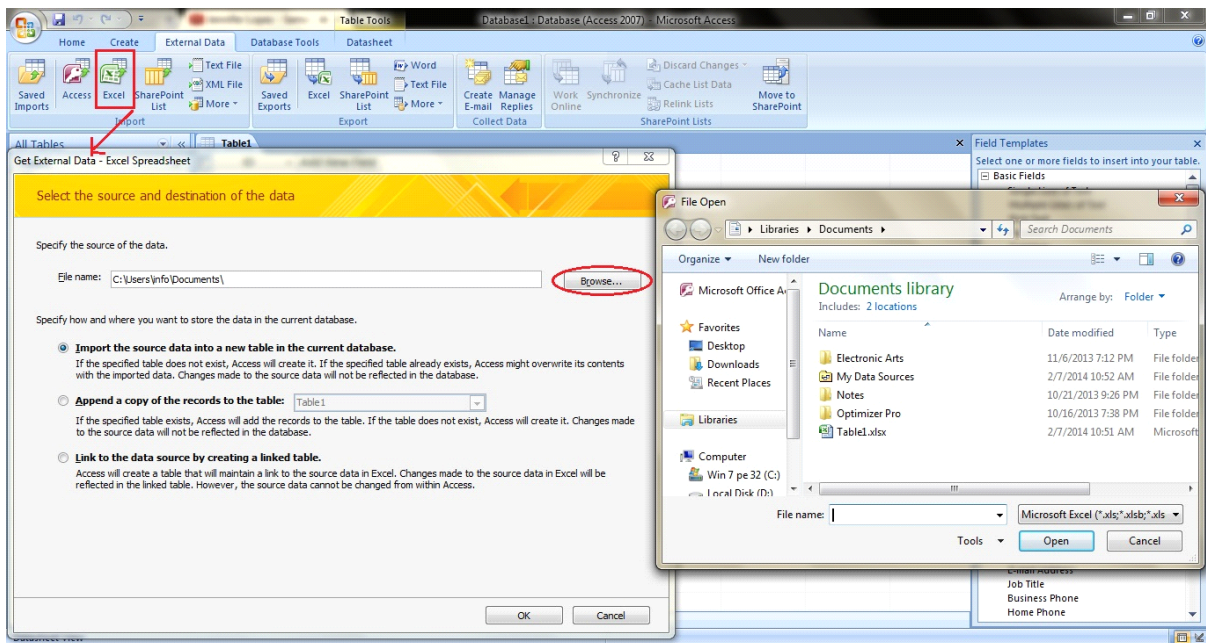 Table Tools
Database1 : Database (Access 2007) - Microsoft Access
Home Create External Data Database Tools Datasheet
Saved Imports
Access
Excel
SharePoint List
Text File
XML File
More
Import
Saved Exports
Excel
SharePoint List
Word
Text File
More
Export
Create E-mail
Manage Replies
Collect Data
Work Online
Synchronize
Discard Changes
Cache List Data
Relink Lists
Move to SharePoint
SharePoint Lists
All Tables
Table1
Get External Data - Excel Spreadsheet
Select the source and destination of the data
Specify the source of the data.
File name: C:\Users\nfo\Documents\
Browse...
Specify how and where you want to store the data in the current database.
Import the source data into a new table in the current database.
If the specified table does not exist, Access will create it. If the specified table already exists, Access might overwrite its contents
with the imported data. Changes made to the source data will not be reflected in the database.
Append a copy of the records to the table: Table1
If the specified table exists, Access will add the records to the table. If the table does not exist, Access will create it. Changes made
to the source data will not be reflected in the database.
Link to the data source by creating a linked table.
Access will create a table that will maintain a link to the source data in Excel. Changes made to the source data in Excel will be
reflected in the linked table. However, the source data cannot be changed from within Access.
OK Cancel
File Open
Libraries Documents
Search Documents
Organize New folder
Microsoft Office A
Favorites
Desktop
Downloads
Recent Places
Libraries
Computer
Win 7 pe 32 (C:)
Local Disk (D:)
Documents library
Includes: 2 locations
Arrange by: Folder
Name Date modified Type
Electronic Arts 11/6/2013 7:12 PM File folder
My Data Sources 2/7/2014 10:52 AM File folder
Notes 10/21/2013 9:26 PM File folder
Optimizer Pro 10/16/2013 7:38 PM File folder
Table1.xlsx 2/7/2014 10:51 AM Microsoft
File name:
Microsoft Excel (*.xls;*.xlsb;*.xls
Tools Open Cancel
Field Templates
Select one or more fields to insert into your table.
Basic Fields
E-mail Address
Job Title
Business Phone
Home Phone
Datasheet View